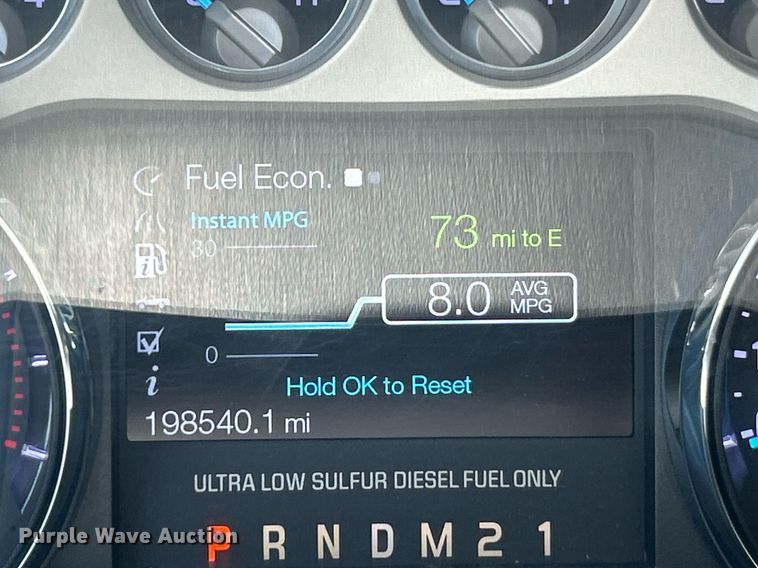 Fuel Econ.
Instant MPG
30
73 mi to E
8.0 AVG MPG
0
Hold OK to Reset
198540.1 mi
ULTRA LOW SULFUR DIESEL FUEL ONLY
P R N D M 2 1
Purple Wave Auction